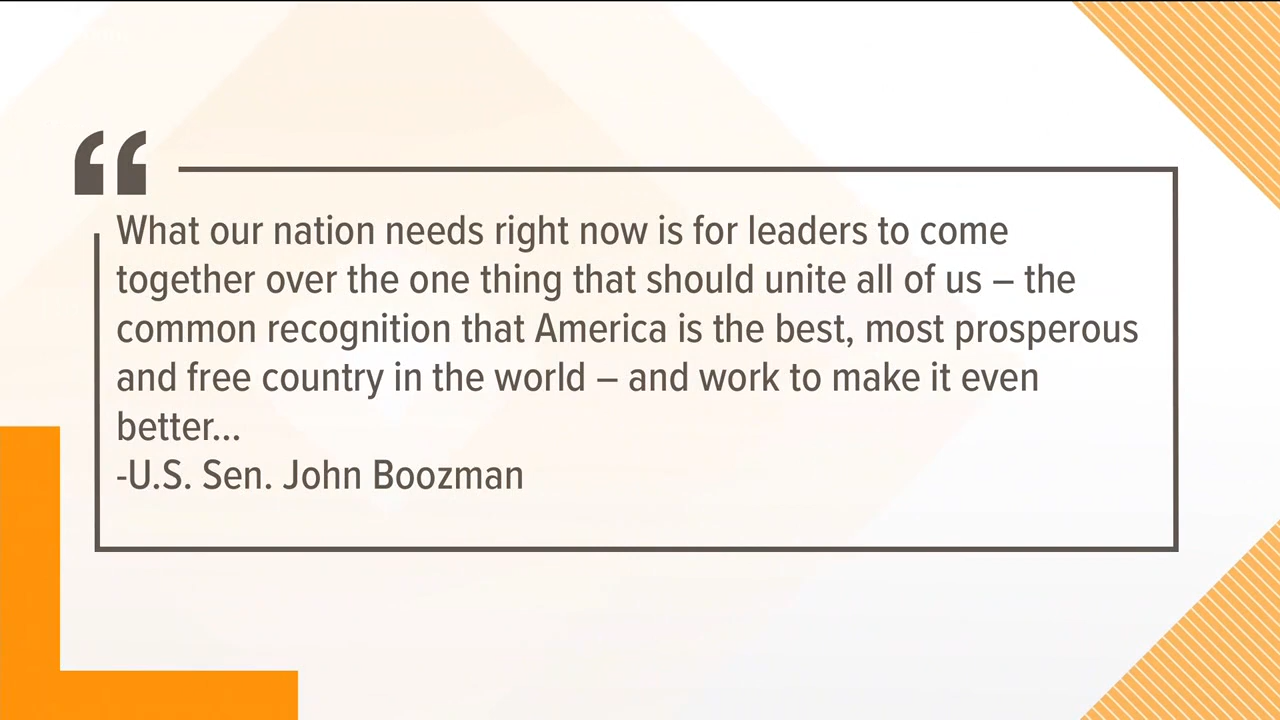 What our nation needs right now is for leaders to come
together over the one thing that should unite all of us – the
common recognition that America is the best, most prosperous
and free country in the world – and work to make it even
better...
-U.S. Sen. John Boozman